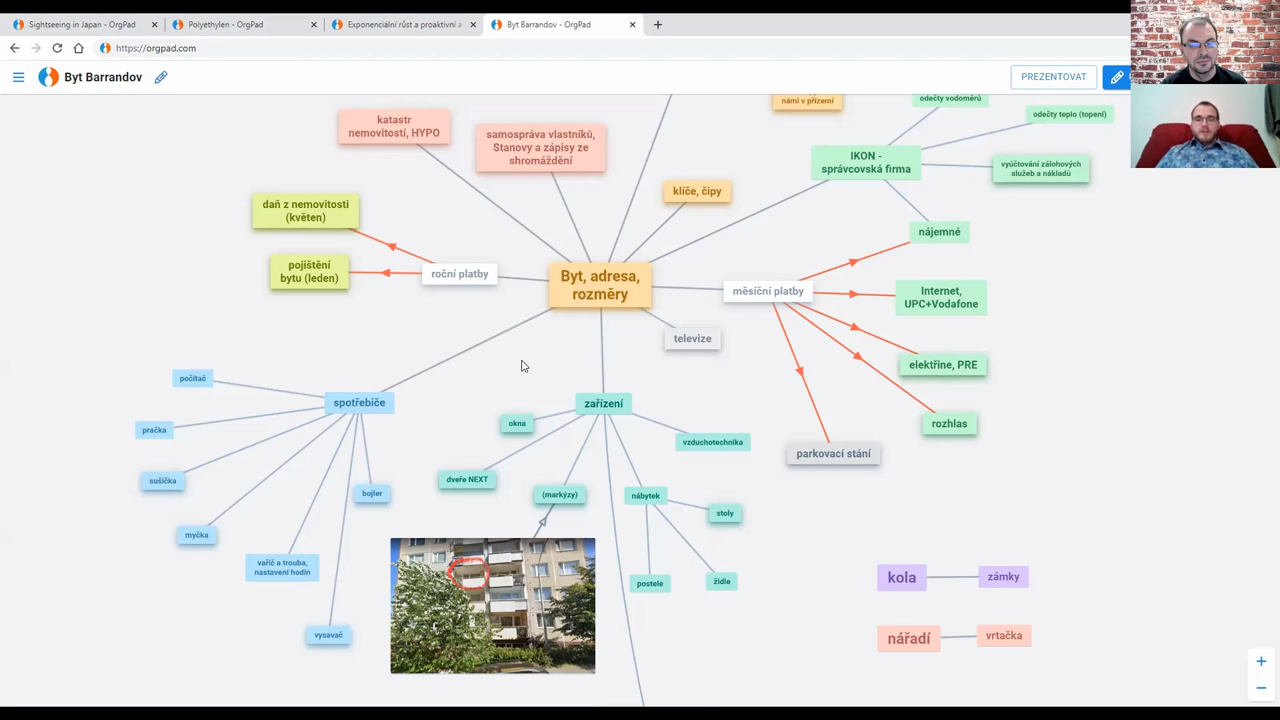 Sightseeing in Japan - OrgPad
Polyethylen - OrgPad
Exponenciální růst a proaktivní a
Byt Barrandov - OrgPad
https://orgpad.com
Byt Barrandov
PREZENTOVAT
katastr
nemovitostí, HYPO
samospráva vlastníků,
Stanovy a zápisy ze
shromáždění
námi v přízemí
odečty vodoměrů
odečty teplo (topení)
IKON -
správcovská firma
vyúčtování zálohových
služeb a nákladů
klíče, čipy
daň z nemovitosti
(květen)
nájemné
pojištění
bytu (leden)
roční platby
Byt, adresa,
rozměry
měsíční platby
Internet,
UPC+Vodafone
televize
elektřine, PRE
počítač
spotřebiče
zařízení
okna
rozhlas
pračka
vzduchotechnika
parkovací stání
sušička
dveře NEXT
bojler
(markýzy)
nábytek
stoly
myčka
vařič a trouba,
nastavení hodin
postele
židle
kola
zámky
vysavač
nářadí
vrtačka